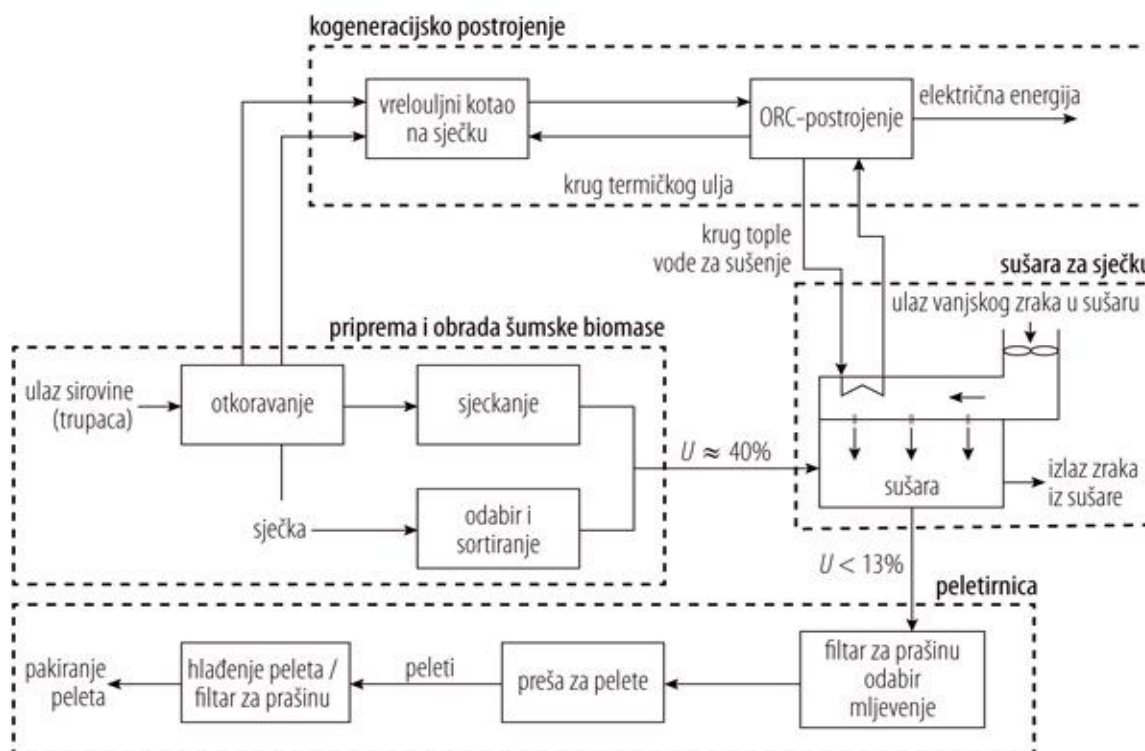 kogeneracijsko postrojenje
vrelouljni kotao
na sječku
ORC-postrojenje
električna energija
krug termičkog ulja
krug tople
vode za sušenje
sušara za sječku
ulaz vanjskog zraka u sušaru
priprema i obrada šumske biomase
ulaz sirovine
(trupaca)
otkoravanje
sjeckanje
U ≈ 40%
sušara
izlaz zraka
iz sušare
sječka
odabir i
sortiranje
U < 13%
peletirnica
pakiranje
peleta
hlađenje peleta /
filtar za prašinu
peleti
preša za pelete
filtar za prašinu
odabir
mljevenje